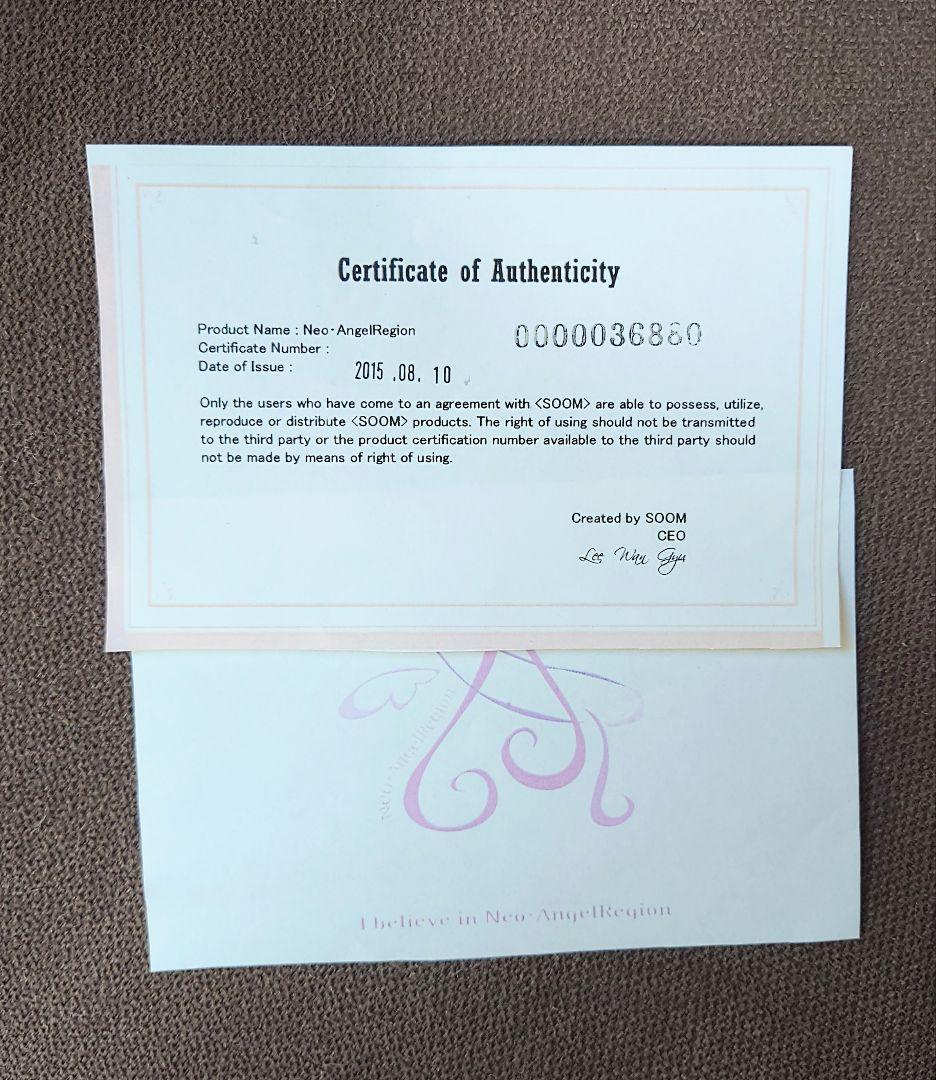 Certificate of Authenticity
Product Name : Neo·AngelRegion
0000036880
Certificate Number :
Date of Issue : 2015 .08. 10
Only the users who have come to an agreement with <SOOM> are able to possess, utilize,
reproduce or distribute <SOOM> products. The right of using should not be transmitted
to the third party or the product certification number available to the third party should
not be made by means of right of using.
Created by SOOM
CEO
Lee Wan Gyu
Neo·AngelRegion
I believe in Neo·AngelRegion